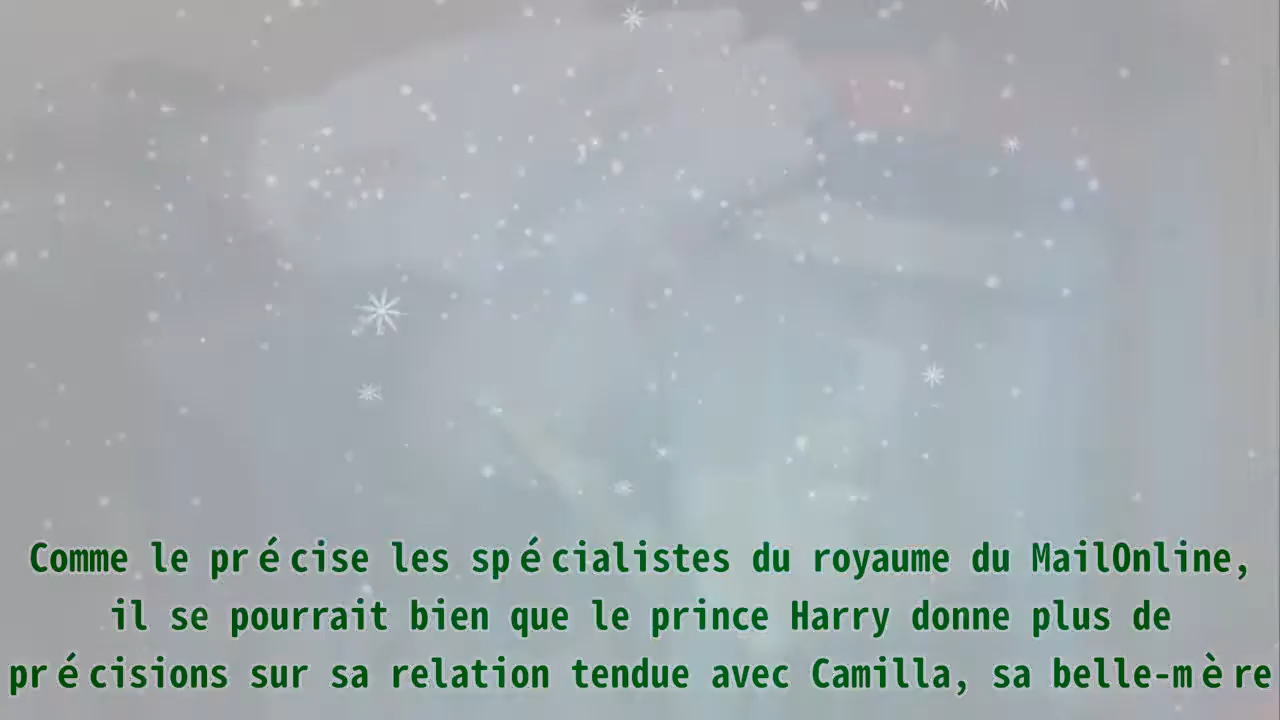 Comme le précise les spécialistes du royaume du MailOnline,
il se pourrait bien que le prince Harry donne plus de
précisions sur sa relation tendue avec Camilla, sa belle-mère